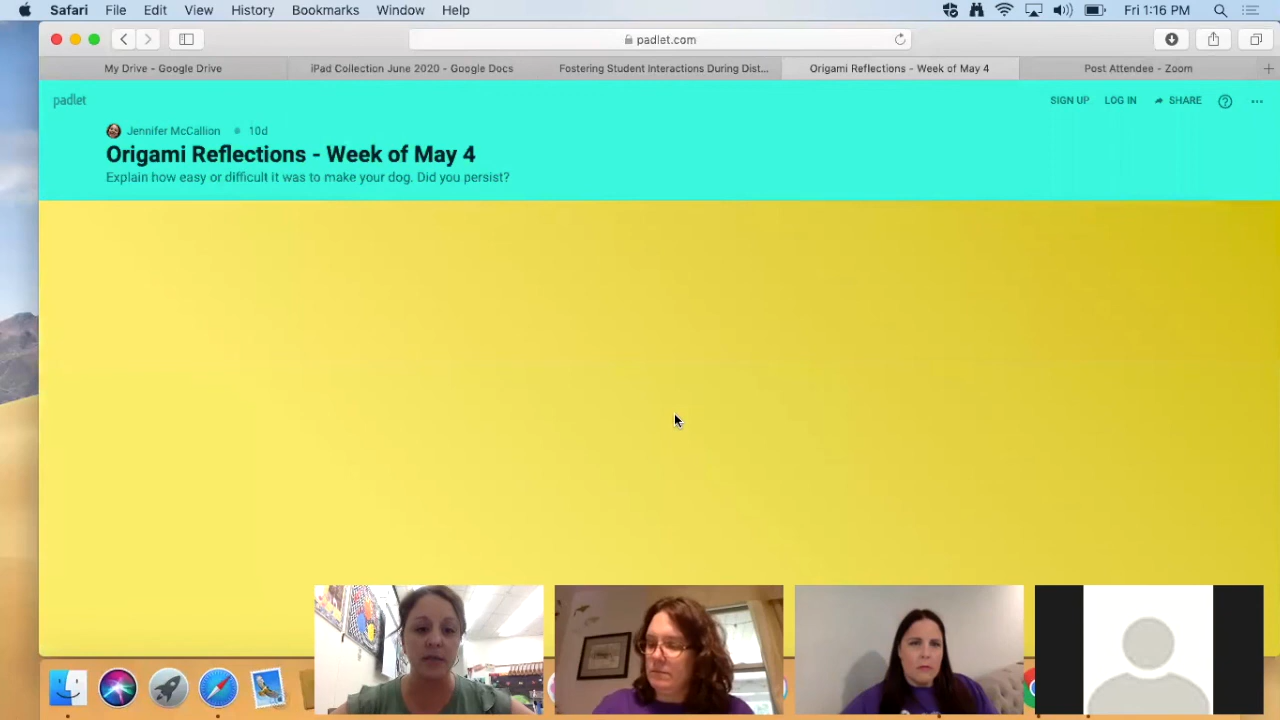 Safari File Edit View History Bookmarks Window Help Fri 1:16 PM
padlet.com
My Drive - Google Drive iPad Collection June 2020 - Google Docs Fostering Student Interactions During Dist... Origami Reflections - Week of May 4 Post Attendee - Zoom
padlet SIGN UP LOG IN SHARE
Jennifer McCallion 10d
Origami Reflections - Week of May 4
Explain how easy or difficult it was to make your dog. Did you persist?